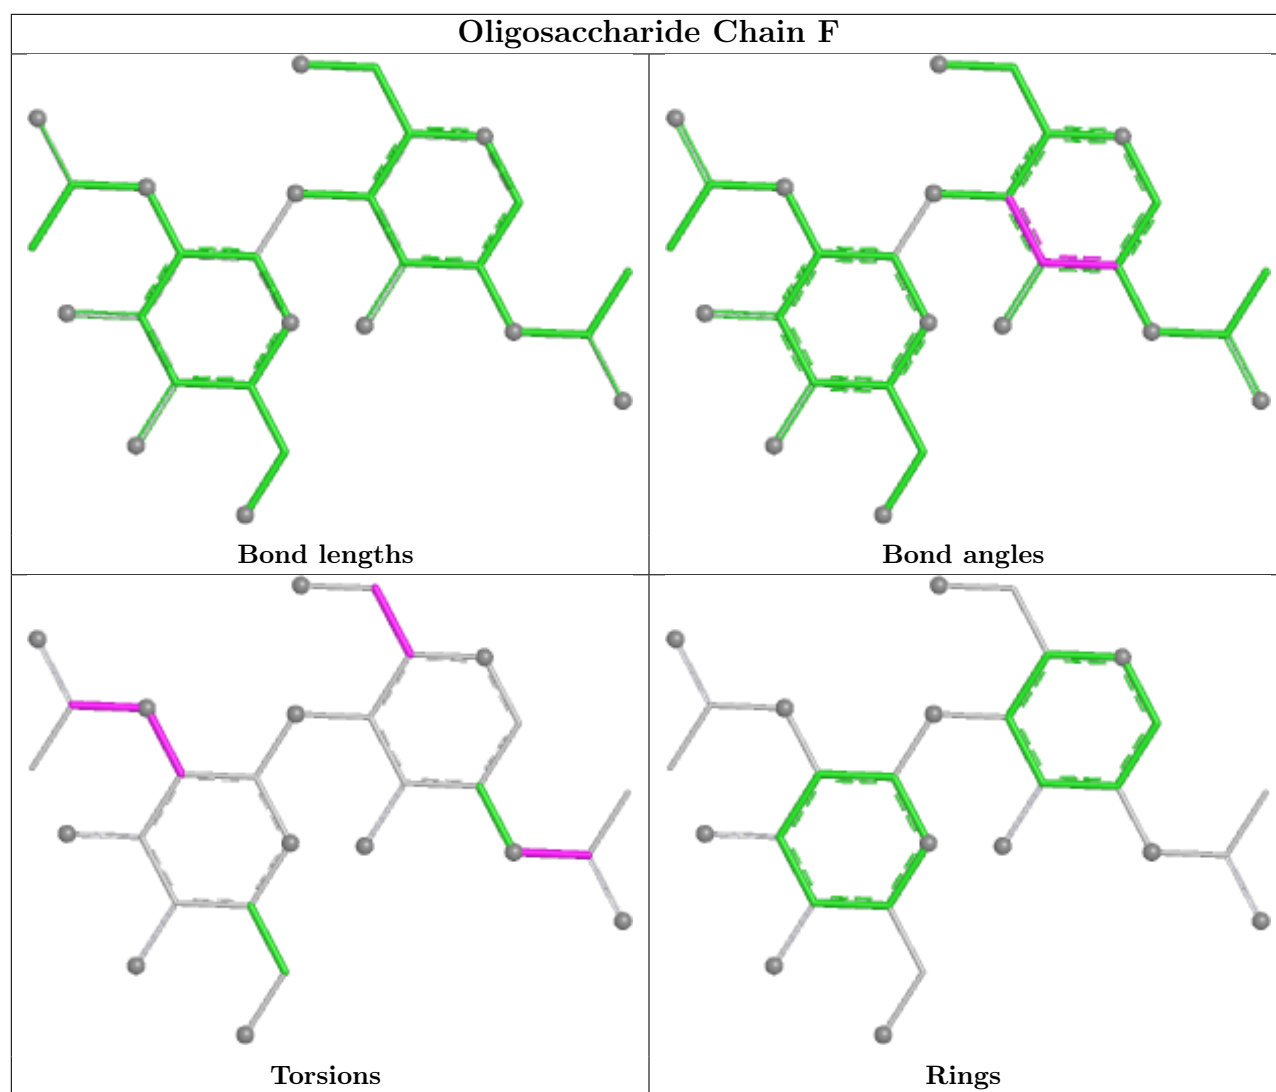 Oligosaccharide Chain F
Bond lengths
Bond angles
Torsions
Rings